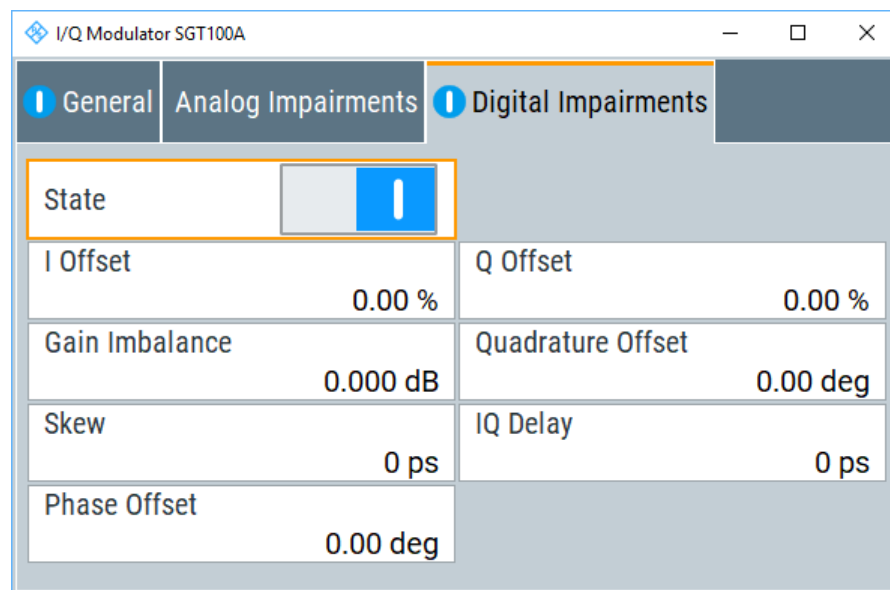 I/Q Modulator SGT100A
General Analog Impairments Digital Impairments
State
I Offset Q Offset
0.00 % 0.00 %
Gain Imbalance Quadrature Offset
0.000 dB 0.00 deg
Skew IQ Delay
0 ps 0 ps
Phase Offset
0.00 deg